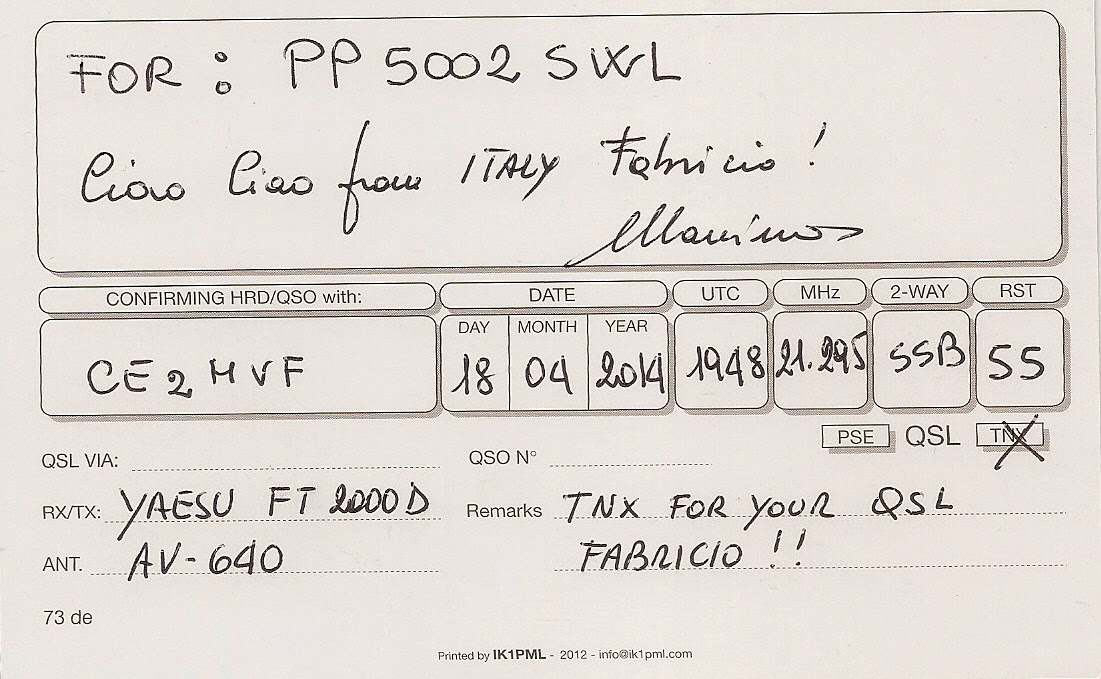 FOR : PP 5002 SWL
Ciao Ciao from ITALY Fabricio !
CONFIRMING HRD/QSO with: DATE UTC MHz 2-WAY RST
DAY MONTH YEAR
CE2MVF 18 04 2014 1948 21.295 SSB 55
PSE QSL TNX
QSL VIA: QSO N°
RX/TX: YAESU FT 2000D Remarks TNX FOR YOUR QSL
ANT. AV-640 FABRICIO !!
73 de
Printed by IK1PML - 2012 - info@ik1pml.com